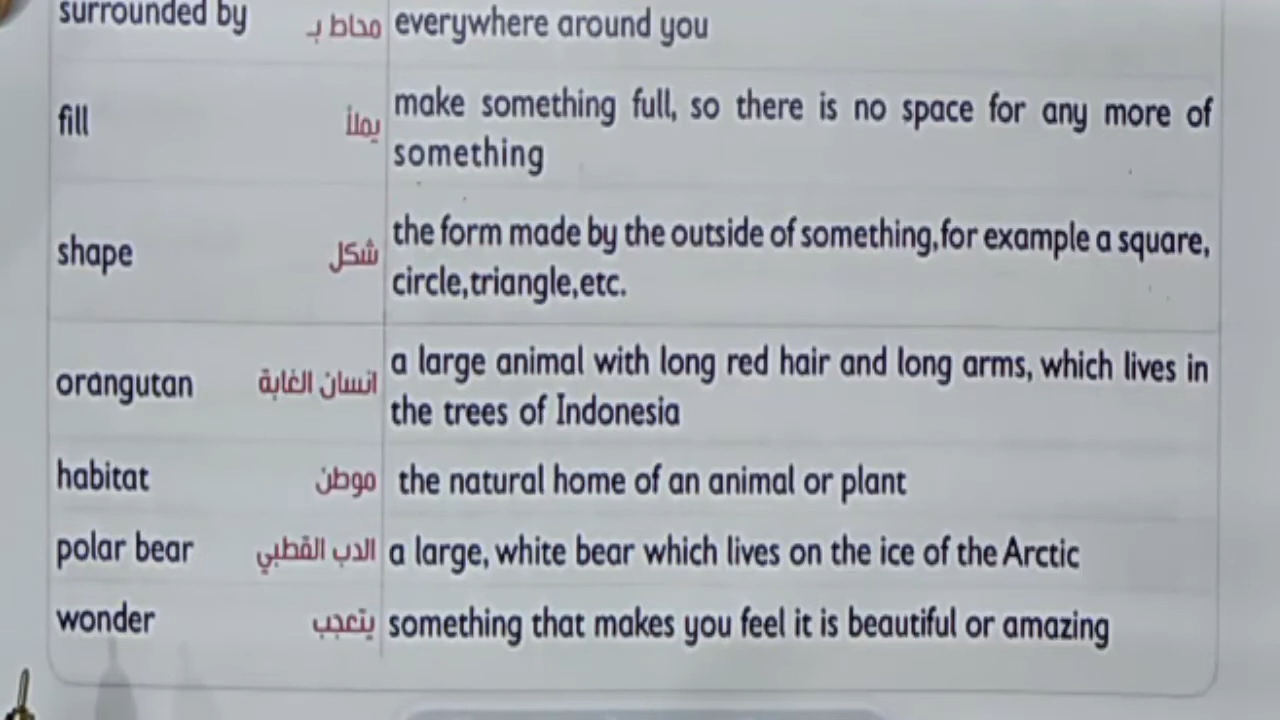 surrounded by محاط بـ everywhere around you
fill يملأ make something full, so there is no space for any more of
something
shape شكل the form made by the outside of something,for example a square,
circle,triangle,etc.
orangutan انسان الغابة a large animal with long red hair and long arms, which lives in
the trees of Indonesia
habitat موطن the natural home of an animal or plant
polar bear الدب القطبي a large, white bear which lives on the ice of the Arctic
wonder يتعجب something that makes you feel it is beautiful or amazing